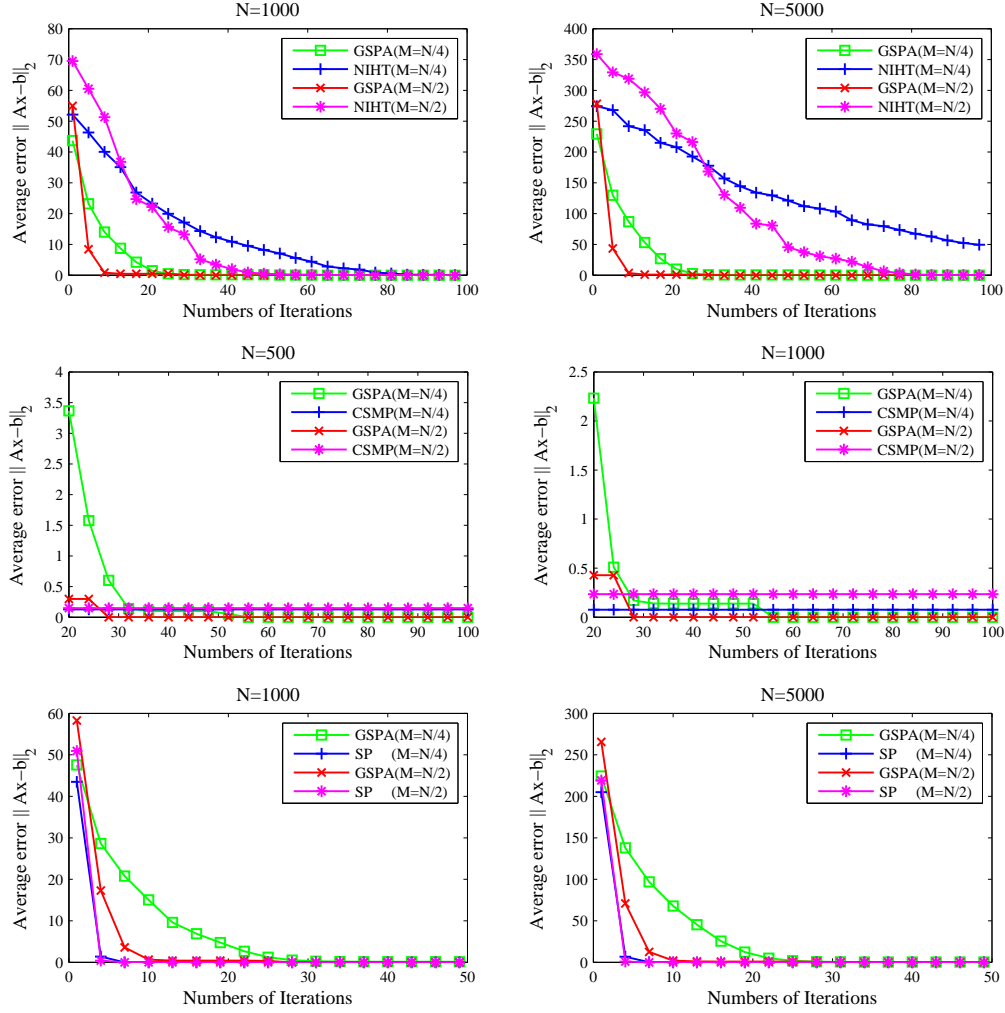 N=1000
Average error || Ax−b||2
80
70
60
50
40
30
20
10
0
0 20 40 60 80 100
Numbers of Iterations
GSPA(M=N/4)
NIHT(M=N/4)
GSPA(M=N/2)
NIHT(M=N/2)
N=5000
Average error || Ax−b||2
400
350
300
250
200
150
100
50
0
0 20 40 60 80 100
Numbers of Iterations
GSPA(M=N/4)
NIHT(M=N/4)
GSPA(M=N/2)
NIHT(M=N/2)
N=500
Average error || Ax−b||2
4
3.5
3
2.5
2
1.5
1
0.5
0
20 30 40 50 60 70 80 90 100
Numbers of Iterations
GSPA(M=N/4)
CSMP(M=N/4)
GSPA(M=N/2)
CSMP(M=N/2)
N=1000
Average error || Ax−b||2
2.5
2
1.5
1
0.5
0
20 30 40 50 60 70 80 90 100
Numbers of Iterations
GSPA(M=N/4)
CSMP(M=N/4)
GSPA(M=N/2)
CSMP(M=N/2)
N=1000
Average error || Ax−b||2
60
50
40
30
20
10
0
0 10 20 30 40 50
Numbers of Iterations
GSPA(M=N/4)
SP (M=N/4)
GSPA(M=N/2)
SP (M=N/2)
N=5000
Average error || Ax−b||2
300
250
200
150
100
50
0
0 10 20 30 40 50
Numbers of Iterations
GSPA(M=N/4)
SP (M=N/4)
GSPA(M=N/2)
SP (M=N/2)